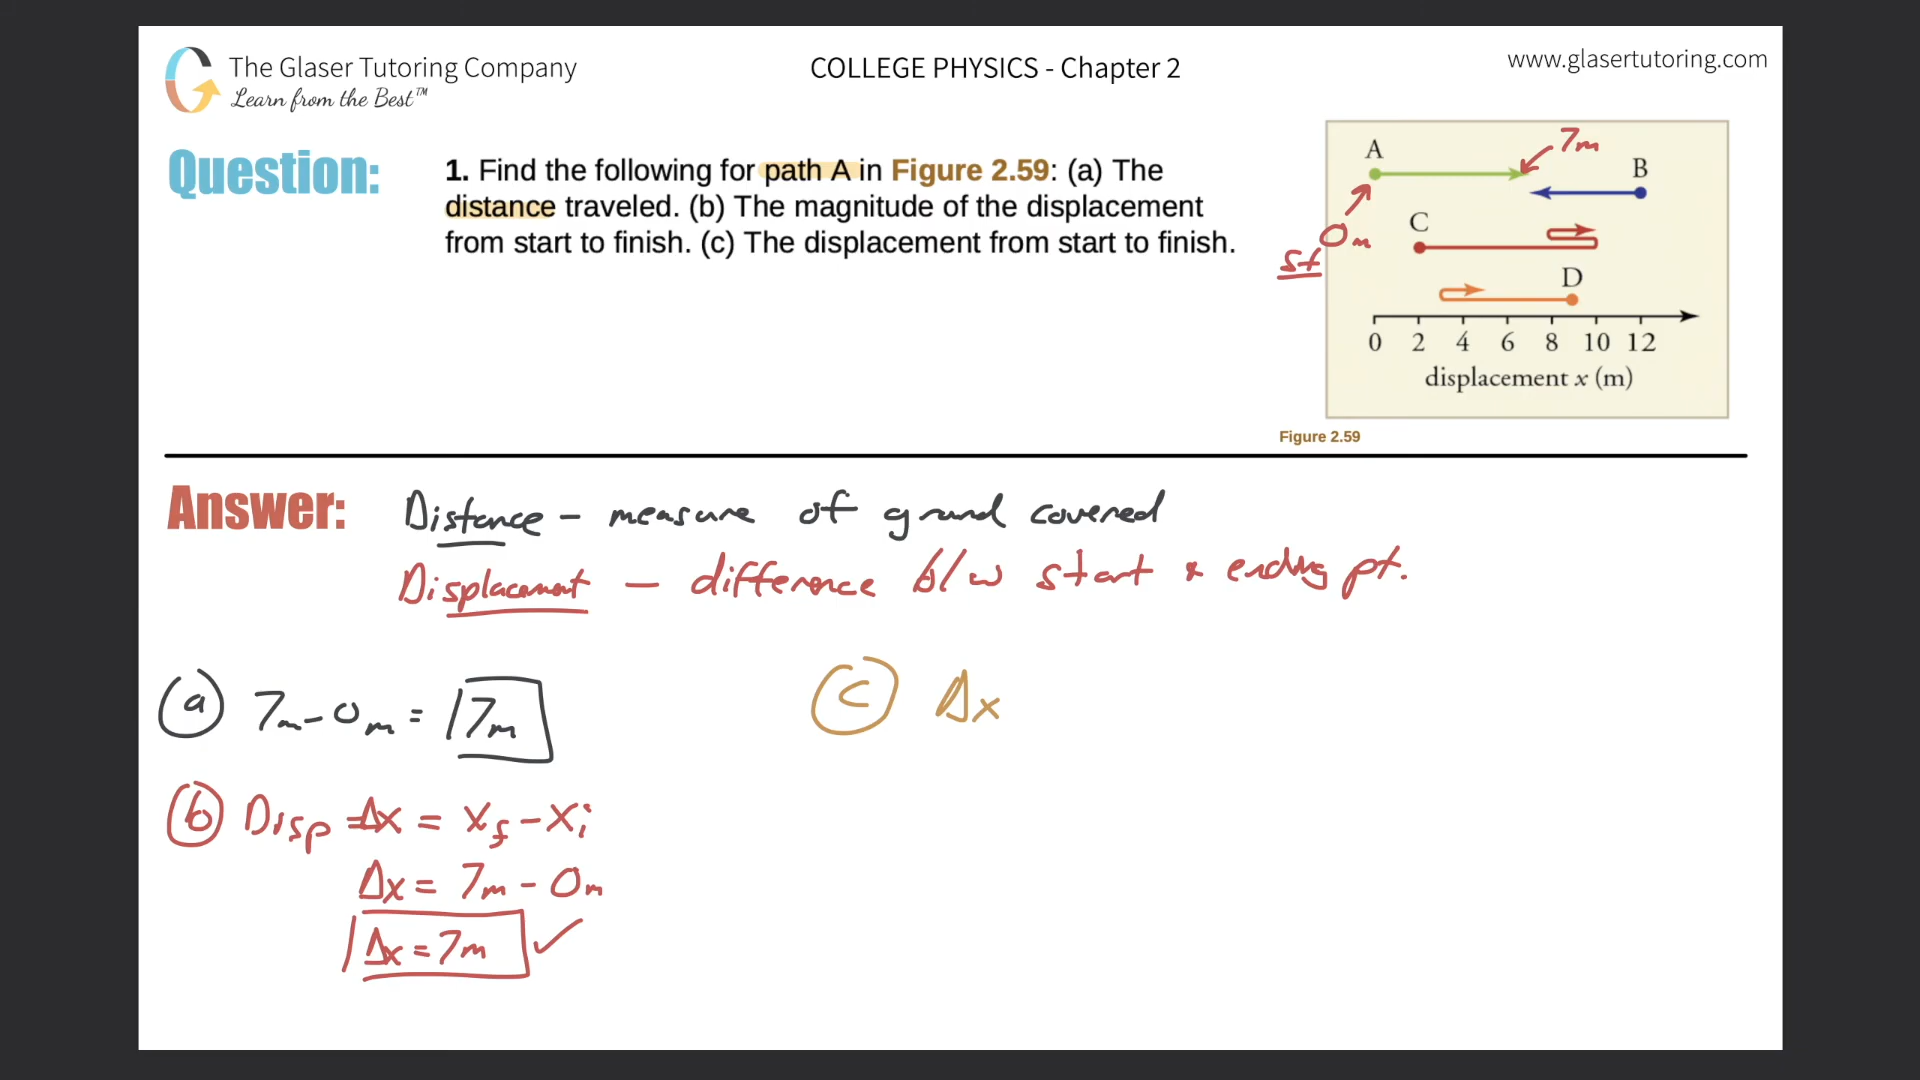 The Glaser Tutoring Company
Learn from the Best™
COLLEGE PHYSICS - Chapter 2
www.glasertutoring.com
Question:
1. Find the following for path A in Figure 2.59: (a) The
distance traveled. (b) The magnitude of the displacement
from start to finish. (c) The displacement from start to finish.
A
7m
B
C
0m
St
D
0 2 4 6 8 10 12
displacement x (m)
Figure 2.59
Answer:
Distance - measure of ground covered
Displacement - difference b/w start & ending pt.
(a) 7m - 0m = 7m
(c) Δx
(b) Disp = Δx = xf - xi
Δx = 7m - 0m
Δx = 7m ✓